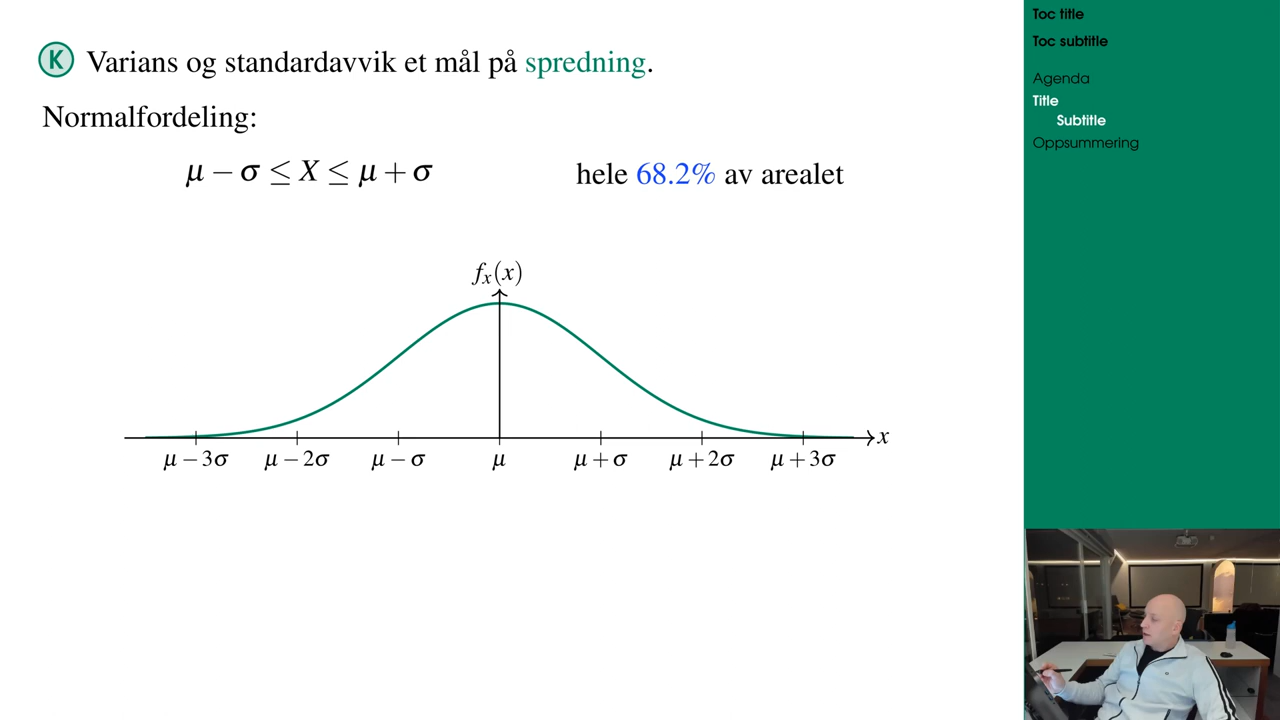 K Varians og standardavvik et mål på spredning.
Normalfordeling:
μ − σ ≤ X ≤ μ + σ hele 68.2% av arealet
fₓ(x)
x
μ − 3σ μ − 2σ μ − σ μ μ + σ μ + 2σ μ + 3σ
Toc title
Toc subtitle
Agenda
Title
Subtitle
Oppsummering